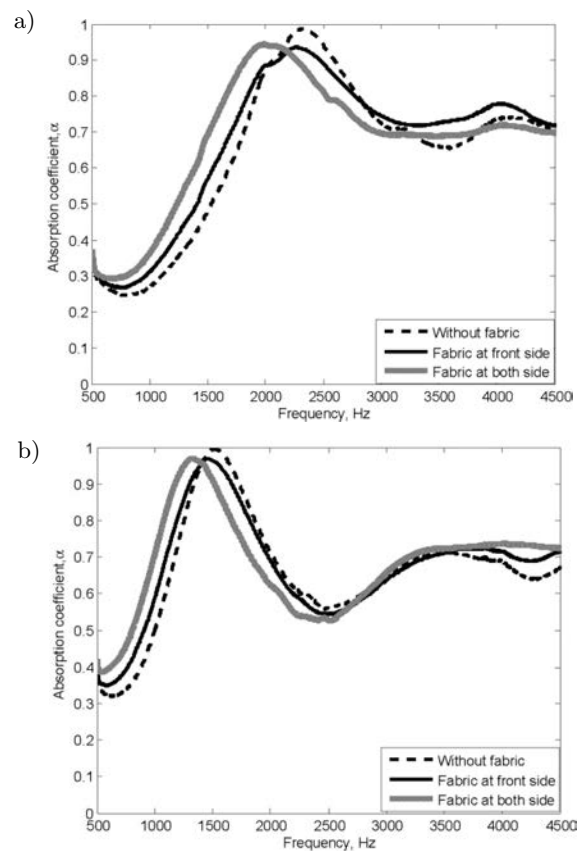 a)
1
0.9
0.8
0.7
0.6
0.5
0.4
0.3
0.2
0.1
0
Absorption coefficient,α
Without fabric
Fabric at front side
Fabric at both side
500 1000 1500 2000 2500 3000 3500 4000 4500
Frequency, Hz
b)
1
0.9
0.8
0.7
0.6
0.5
0.4
0.3
0.2
0.1
0
Absorption coefficient,α
Without fabric
Fabric at front side
Fabric at both side
500 1000 1500 2000 2500 3000 3500 4000 4500
Frequency, Hz